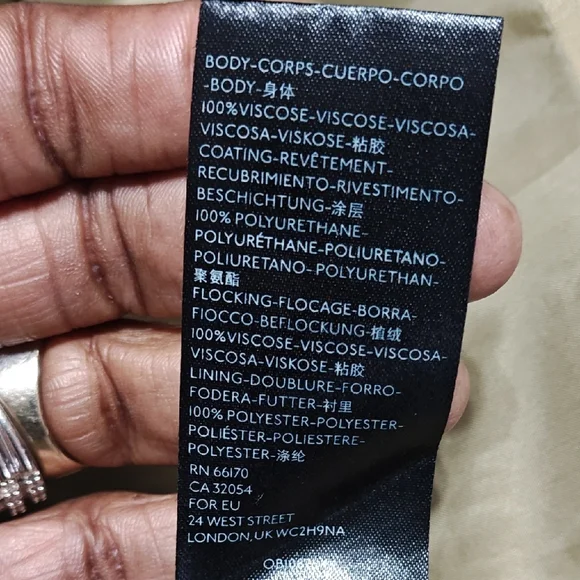 BODY-CORPS-CUERPO-CORPO
-BODY-身体
100%VISCOSE-VISCOSE-VISCOSA-
VISCOSA-VISKOSE-粘胶
COATING-REVÊTEMENT-
RECUBRIMIENTO-RIVESTIMENTO-
BESCHICHTUNG-涂层
100% POLYURETHANE-
POLYURÉTHANE-POLIURETANO-
POLIURETANO-POLYURETHAN-
聚氨酯
FLOCKING-FLOCAGE-BORRA-
FIOCCO-BEFLOCKUNG-植绒
100%VISCOSE-VISCOSE-VISCOSA-
VISCOSA-VISKOSE-粘胶
LINING-DOUBLURE-FORRO-
FODERA-FUTTER-衬里
100% POLYESTER-POLYESTER-
POLIÉSTER-POLIESTERE-
POLYESTER-涤纶
RN 66170
CA 32054
FOR EU
24 WEST STREET
LONDON, UK WC2H9NA